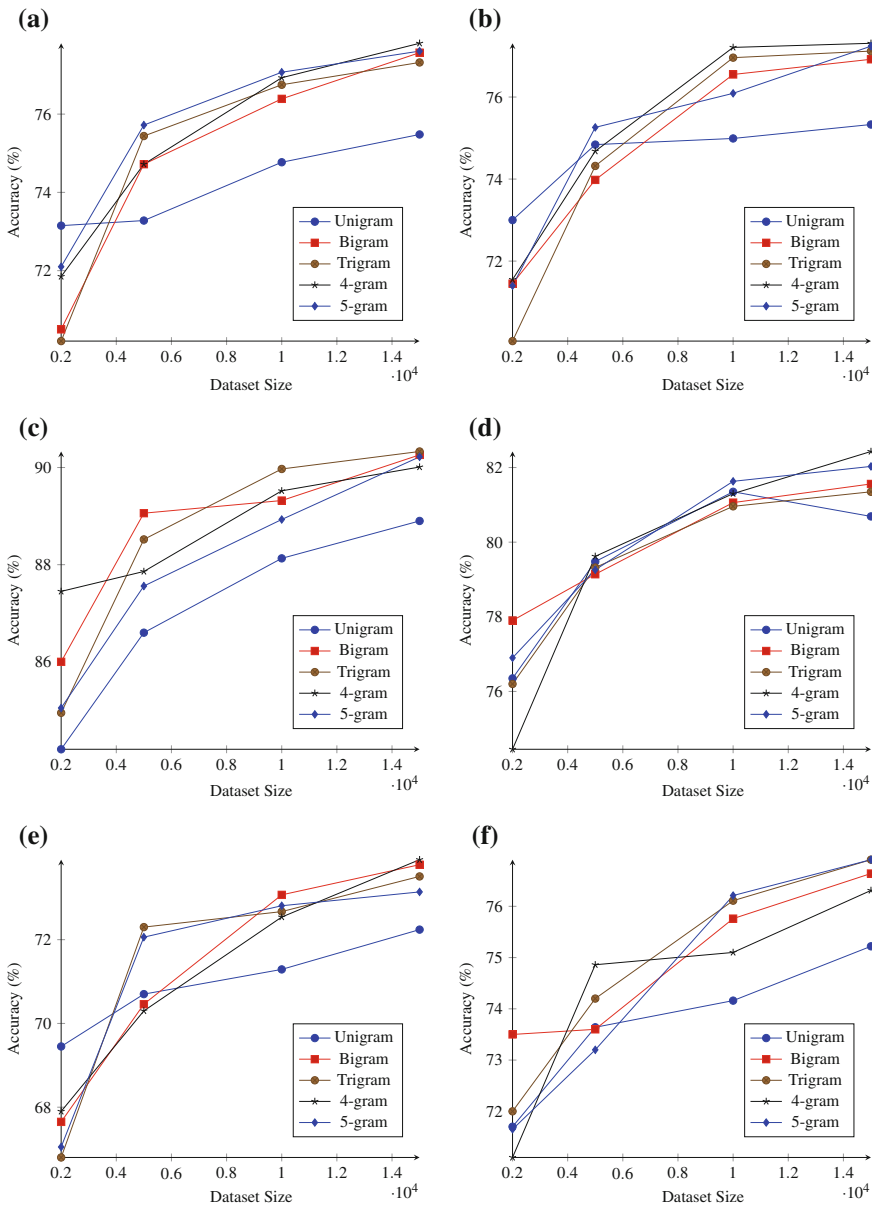 (a)
76
74
72
Accuracy (%)
Unigram
Bigram
Trigram
4-gram
5-gram
0.2 0.4 0.6 0.8 1 1.2 1.4
·10⁴
Dataset Size
(b)
76
74
72
Accuracy (%)
Unigram
Bigram
Trigram
4-gram
5-gram
0.2 0.4 0.6 0.8 1 1.2 1.4
·10⁴
Dataset Size
(c)
90
88
86
Accuracy (%)
Unigram
Bigram
Trigram
4-gram
5-gram
0.2 0.4 0.6 0.8 1 1.2 1.4
·10⁴
Dataset Size
(d)
82
80
78
76
Accuracy (%)
Unigram
Bigram
Trigram
4-gram
5-gram
0.2 0.4 0.6 0.8 1 1.2 1.4
·10⁴
Dataset Size
(e)
72
70
68
Accuracy (%)
Unigram
Bigram
Trigram
4-gram
5-gram
0.2 0.4 0.6 0.8 1 1.2 1.4
·10⁴
Dataset Size
(f)
76
75
74
73
72
Accuracy (%)
Unigram
Bigram
Trigram
4-gram
5-gram
0.2 0.4 0.6 0.8 1 1.2 1.4
·10⁴
Dataset Size